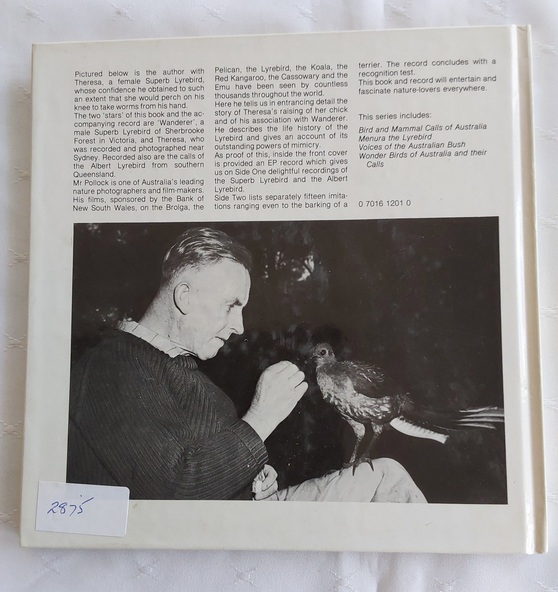 Pictured below is the author with
Theresa, a female Superb Lyrebird,
whose confidence he obtained to such
an extent that she would perch on his
knee to take worms from his hand.
The two 'stars' of this book and the ac-
companying record are 'Wanderer', a
male Superb Lyrebird of Sherbrooke
Forest in Victoria, and Theresa, who
was recorded and photographed near
Sydney. Recorded also are the calls of
the Albert Lyrebird from southern
Queensland.
Mr Pollock is one of Australia's leading
nature photographers and film-makers.
His films, sponsored by the Bank of
New South Wales, on the Brolga, the
Pelican, the Lyrebird, the Koala, the
Red Kangaroo, the Cassowary and the
Emu have been seen by countless
thousands throughout the world.
Here he tells us in entrancing detail the
story of Theresa's raising of her chick
and of his association with Wanderer.
He describes the life history of the
Lyrebird and gives an account of its
outstanding powers of mimicry.
As proof of this, inside the front cover
is provided an EP record which gives
us on Side One delightful recordings of
the Superb Lyrebird and the Albert
Lyrebird.
Side Two lists separately fifteen imita-
tions ranging even to the barking of a
terrier. The record concludes with a
recognition test.
This book and record will entertain and
fascinate nature-lovers everywhere.
This series includes:
Bird and Mammal Calls of Australia
Menura the Lyrebird
Voices of the Australian Bush
Wonder Birds of Australia and their
Calls
0 7016 1201 0
2875